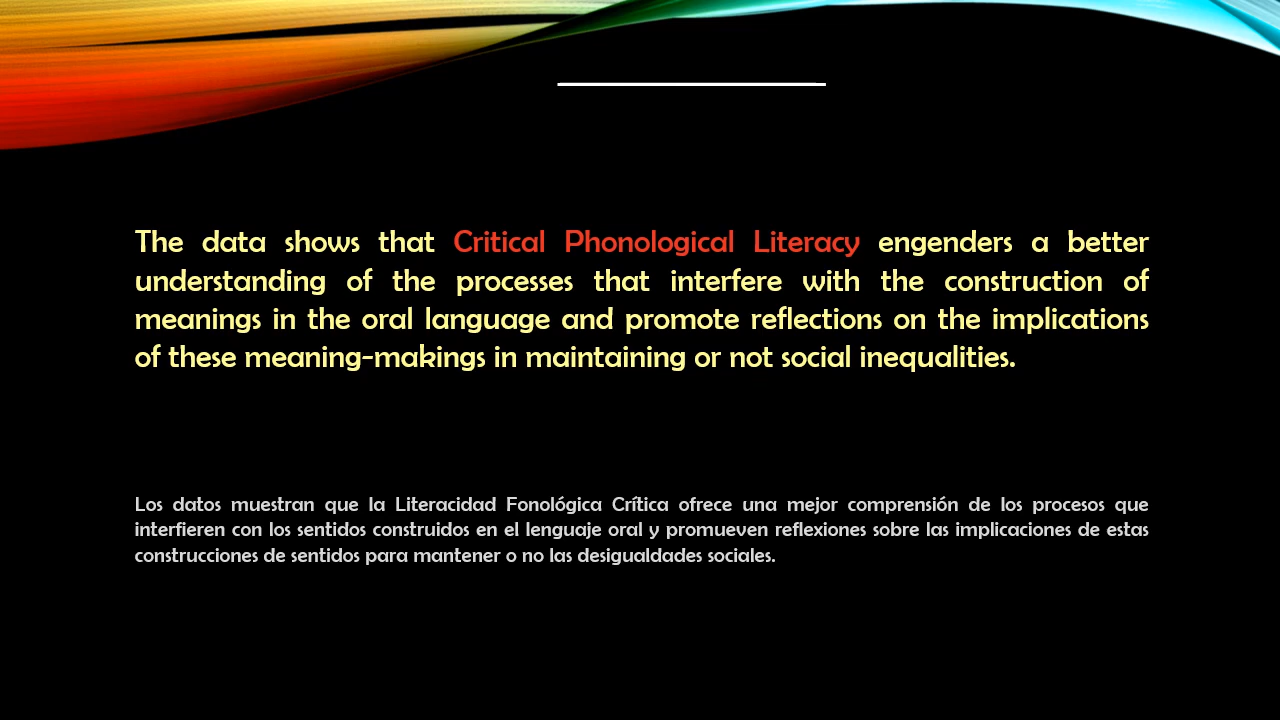 The data shows that Critical Phonological Literacy engenders a better
understanding of the processes that interfere with the construction of
meanings in the oral language and promote reflections on the implications
of these meaning-makings in maintaining or not social inequalities.
Los datos muestran que la Literacidad Fonológica Crítica ofrece una mejor comprensión de los procesos que
interfieren con los sentidos construidos en el lenguaje oral y promueven reflexiones sobre las implicaciones de estas
construcciones de sentidos para mantener o no las desigualdades sociales.